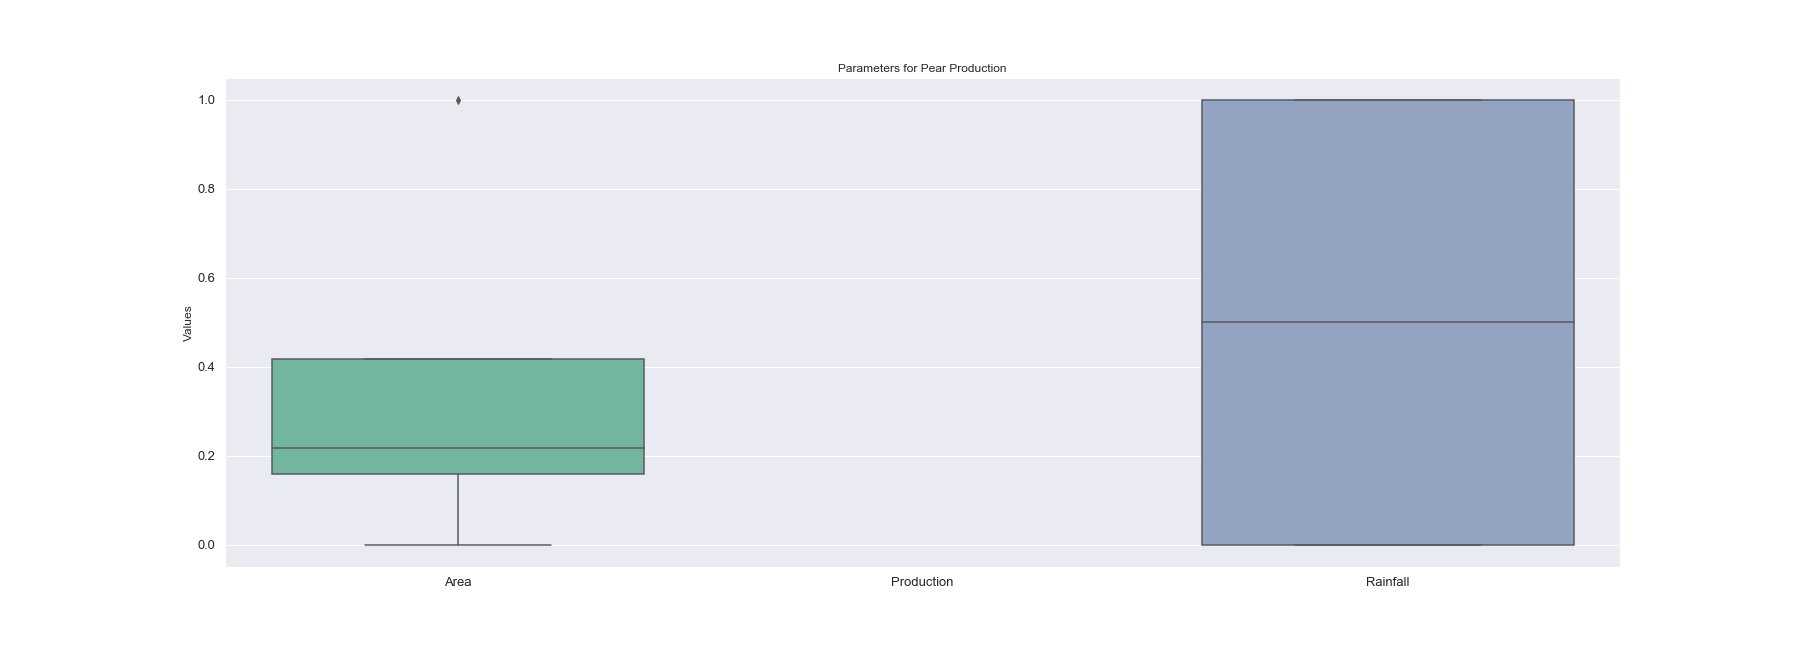 Parameters for Pear Production
1.0
0.8
0.6
0.4
0.2
0.0
Values
Area
Production
Rainfall